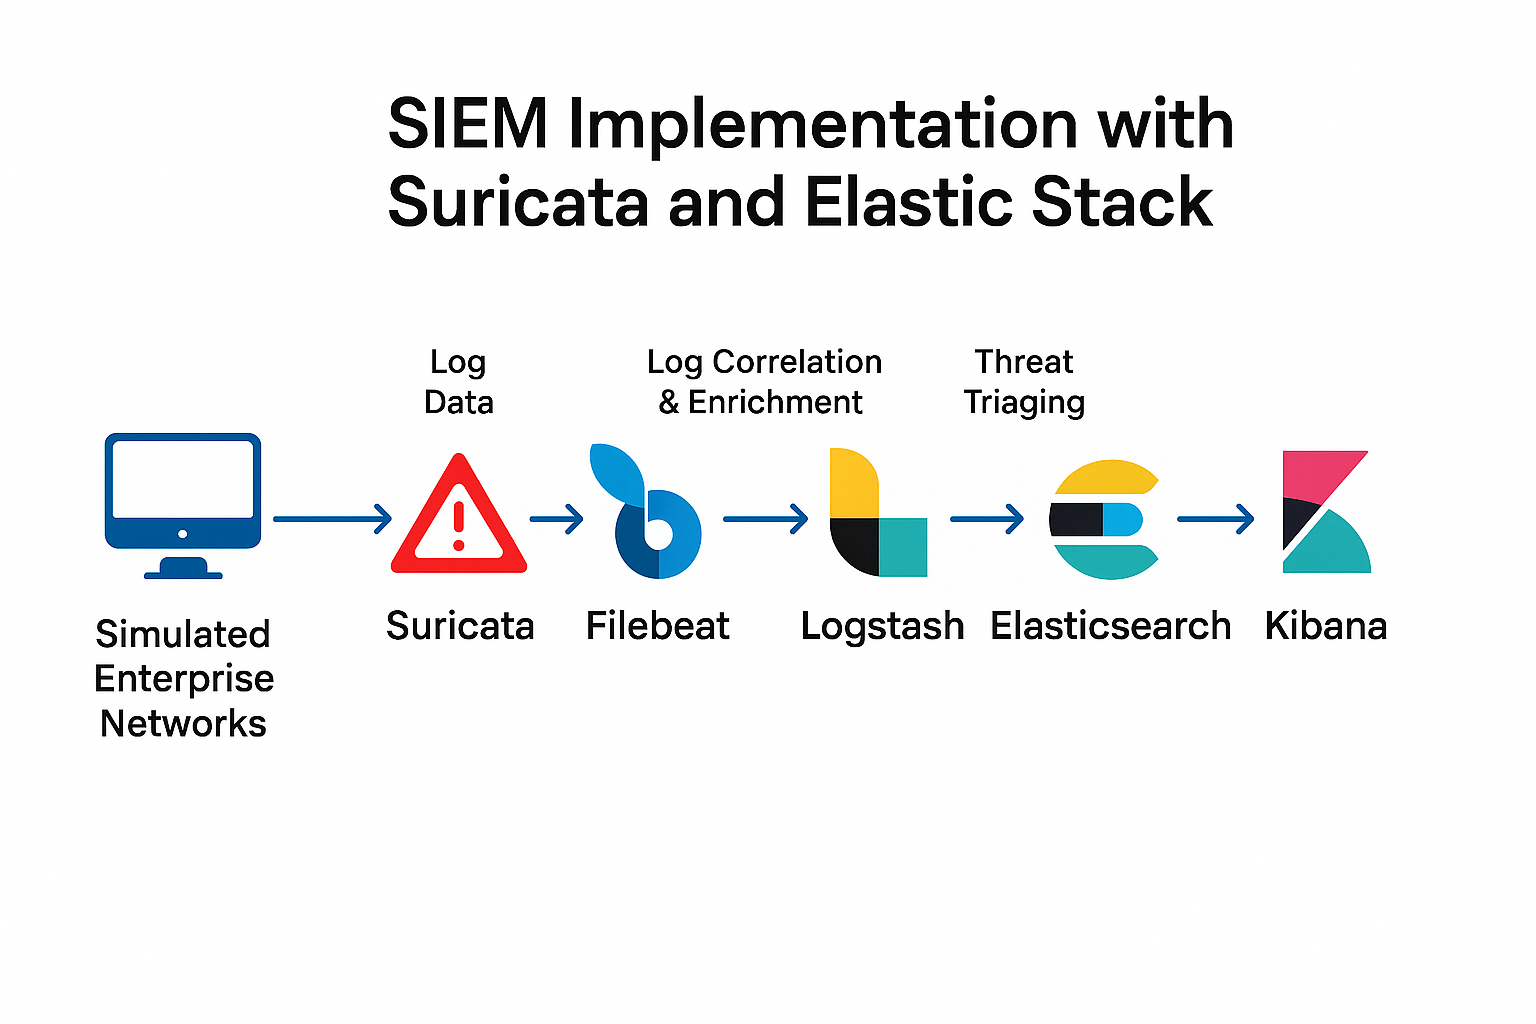 SIEM Implementation with
Suricata and Elastic Stack
Log
Data
Log Correlation
& Enrichment
Threat
Triaging
Simulated
Enterprise
Networks
Suricata
Filebeat
Logstash
Elasticsearch
Kibana